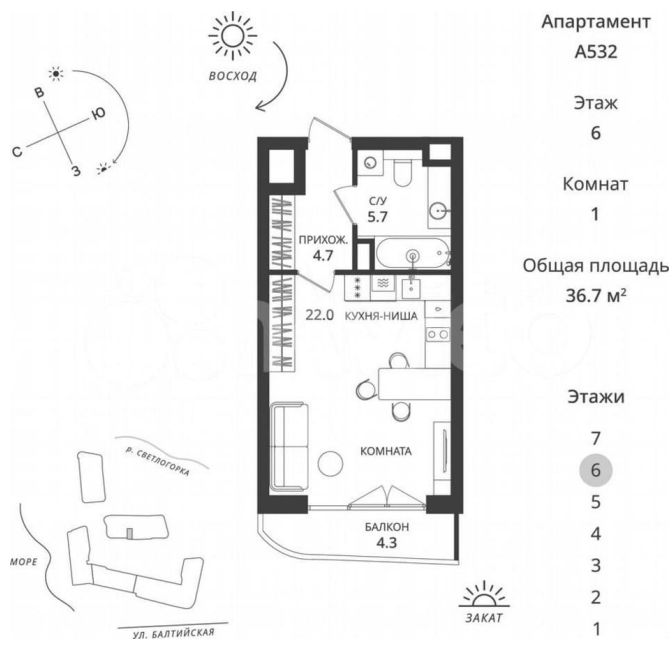 Апартамент
А532
Этаж
6
Комнат
1
Общая площадь
36.7 м²
Этажи
7
6
5
4
3
2
1
ВОСХОД
В
Ю
С
З
С/У
5.7
ПРИХОЖ.
4.7
22.0
КУХНЯ-НИША
КОМНАТА
БАЛКОН
4.3
ЗАКАТ
р. СВЕТЛОГОРКА
МОРЕ
УЛ. БАЛТИЙСКАЯ